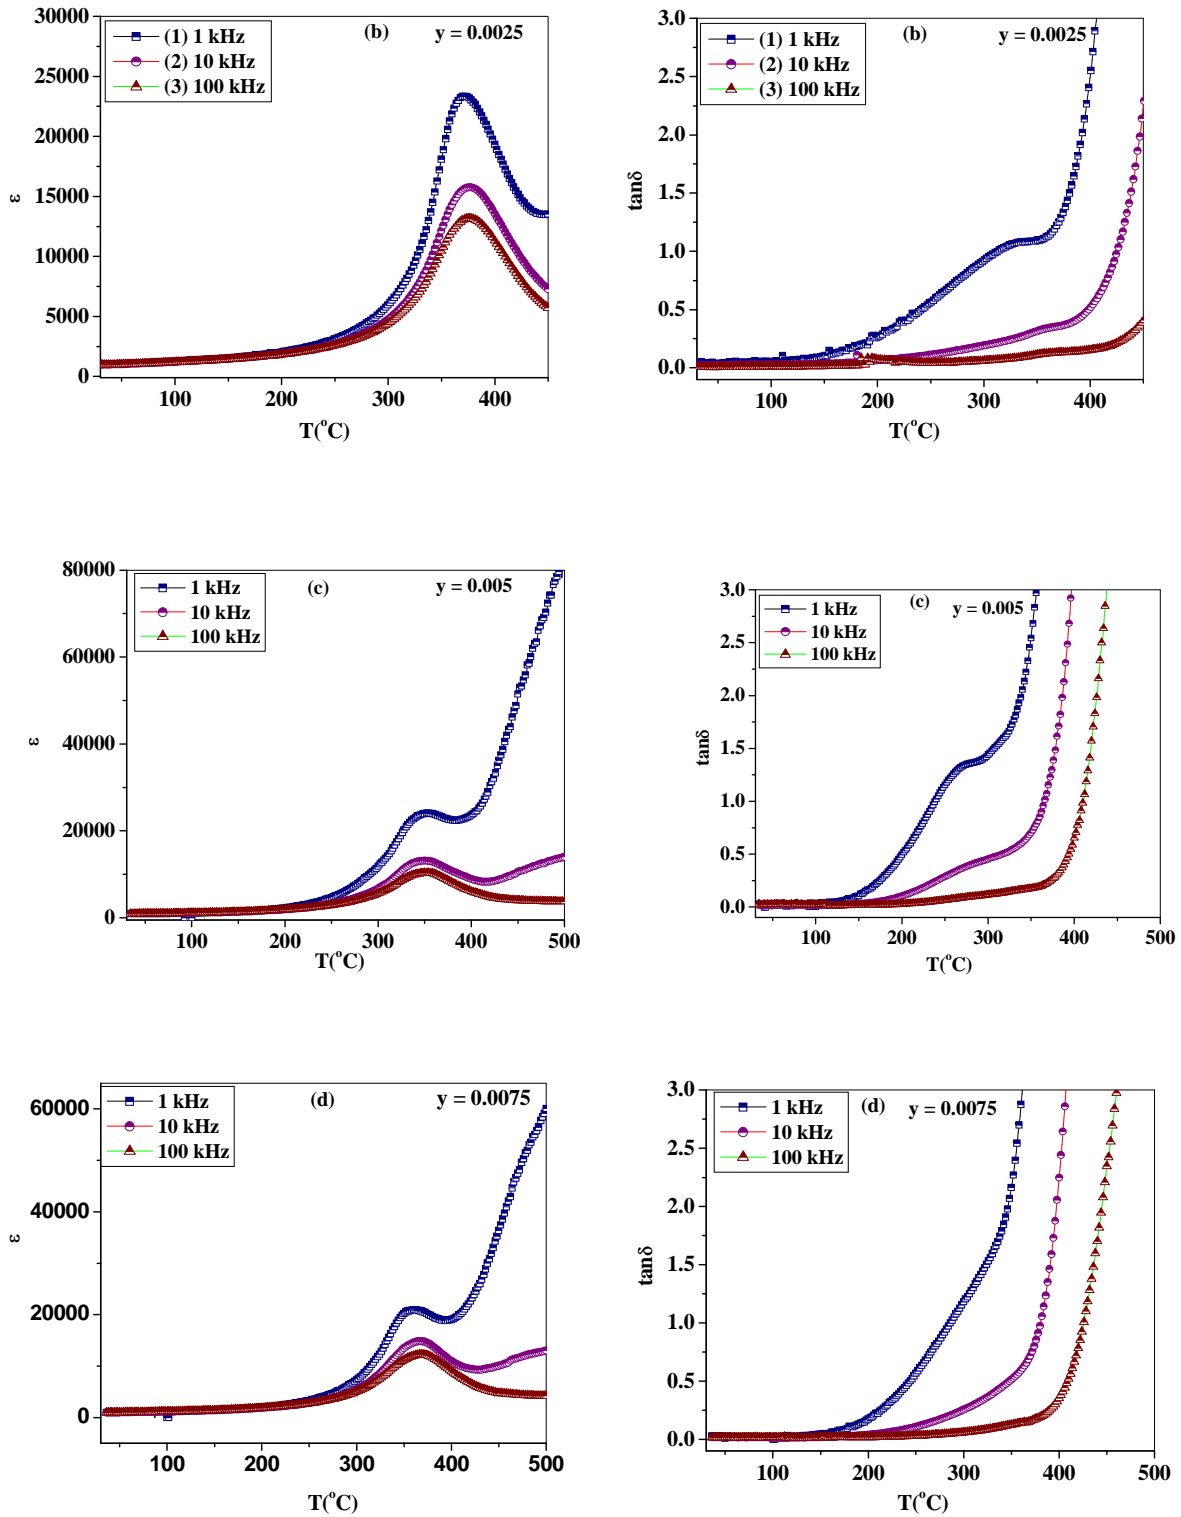 (1) 1 kHz
(2) 10 kHz
(3) 100 kHz
(b)
y = 0.0025
30000
25000
20000
15000
10000
5000
0
ε
100
200
300
400
T(°C)
(1) 1 kHz
(2) 10 kHz
(3) 100 kHz
(b)
y = 0.0025
3.0
2.5
2.0
1.5
1.0
0.5
0.0
tanδ
100
200
300
400
T(°C)
1 kHz
10 kHz
100 kHz
(c)
y = 0.005
80000
60000
40000
20000
0
ε
100
200
300
400
500
T(°C)
1 kHz
10 kHz
100 kHz
(c)
y = 0.005
3.0
2.5
2.0
1.5
1.0
0.5
0.0
tanδ
100
200
300
400
500
T(°C)
1 kHz
10 kHz
100 kHz
(d)
y = 0.0075
60000
40000
20000
0
ε
100
200
300
400
500
T(°C)
1 kHz
10 kHz
100 kHz
(d)
y = 0.0075
3.0
2.5
2.0
1.5
1.0
0.5
0.0
tanδ
100
200
300
400
500
T(°C)